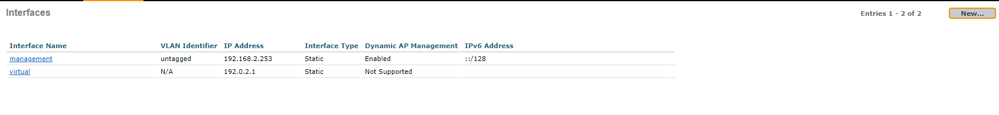 Interfaces Entries 1 - 2 of 2 New...
Interface Name VLAN Identifier IP Address Interface Type Dynamic AP Management IPv6 Address
management untagged 192.168.2.253 Static Enabled ::/128
virtual N/A 192.0.2.1 Static Not Supported